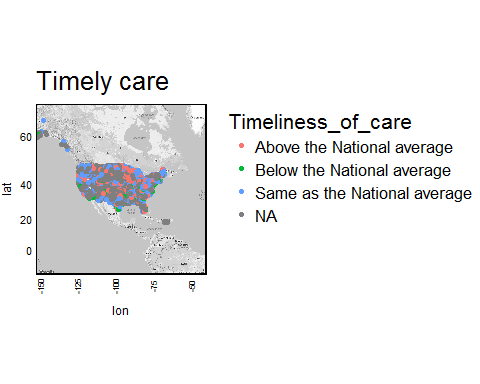 Timely care
Timeliness_of_care
Above the National average
Below the National average
Same as the National average
NA
lat
60
40
20
0
-150
-125
-100
-75
-50
lon